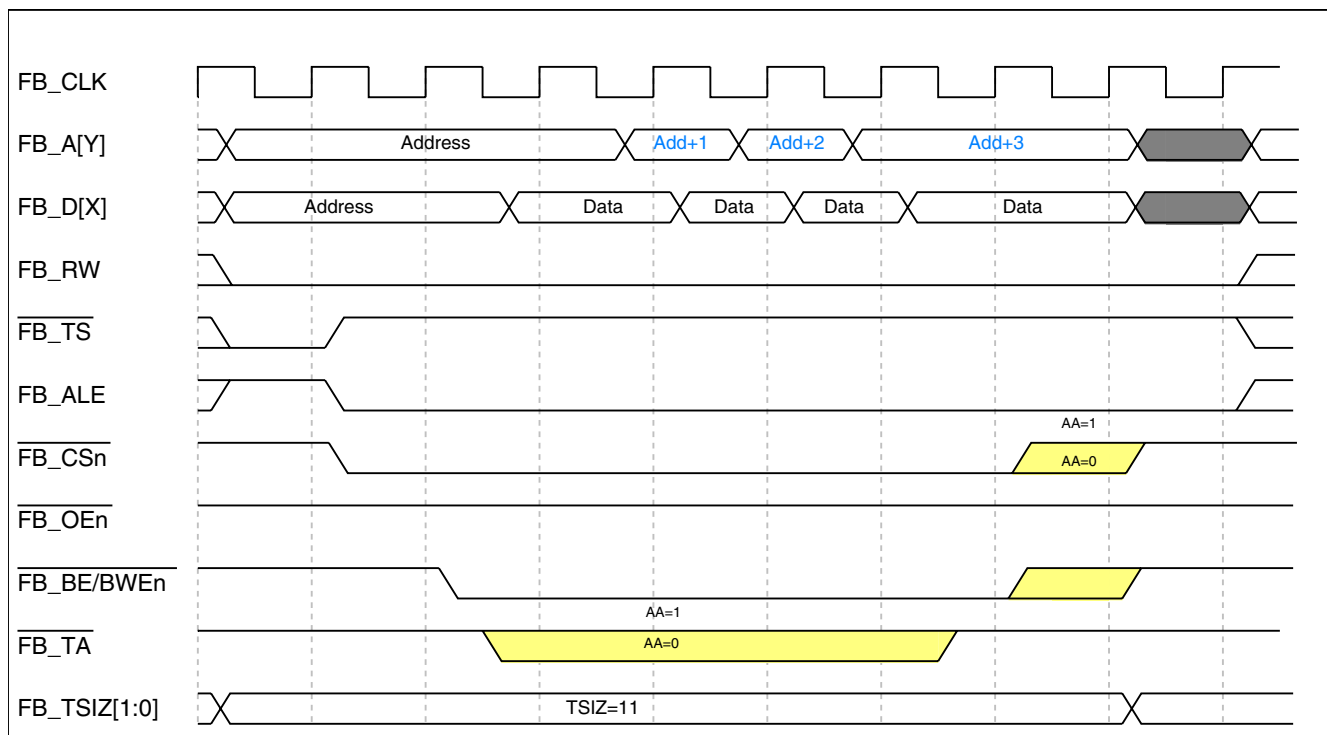 FB_CLK
FB_A[Y] Address Add+1 Add+2 Add+3
FB_D[X] Address Data Data Data Data
FB_RW
FB_TS
FB_ALE
AA=1
FB_CSn AA=0
FB_OEn
FB_BE/BWEn
AA=1
FB_TA AA=0
FB_TSIZ[1:0] TSIZ=11